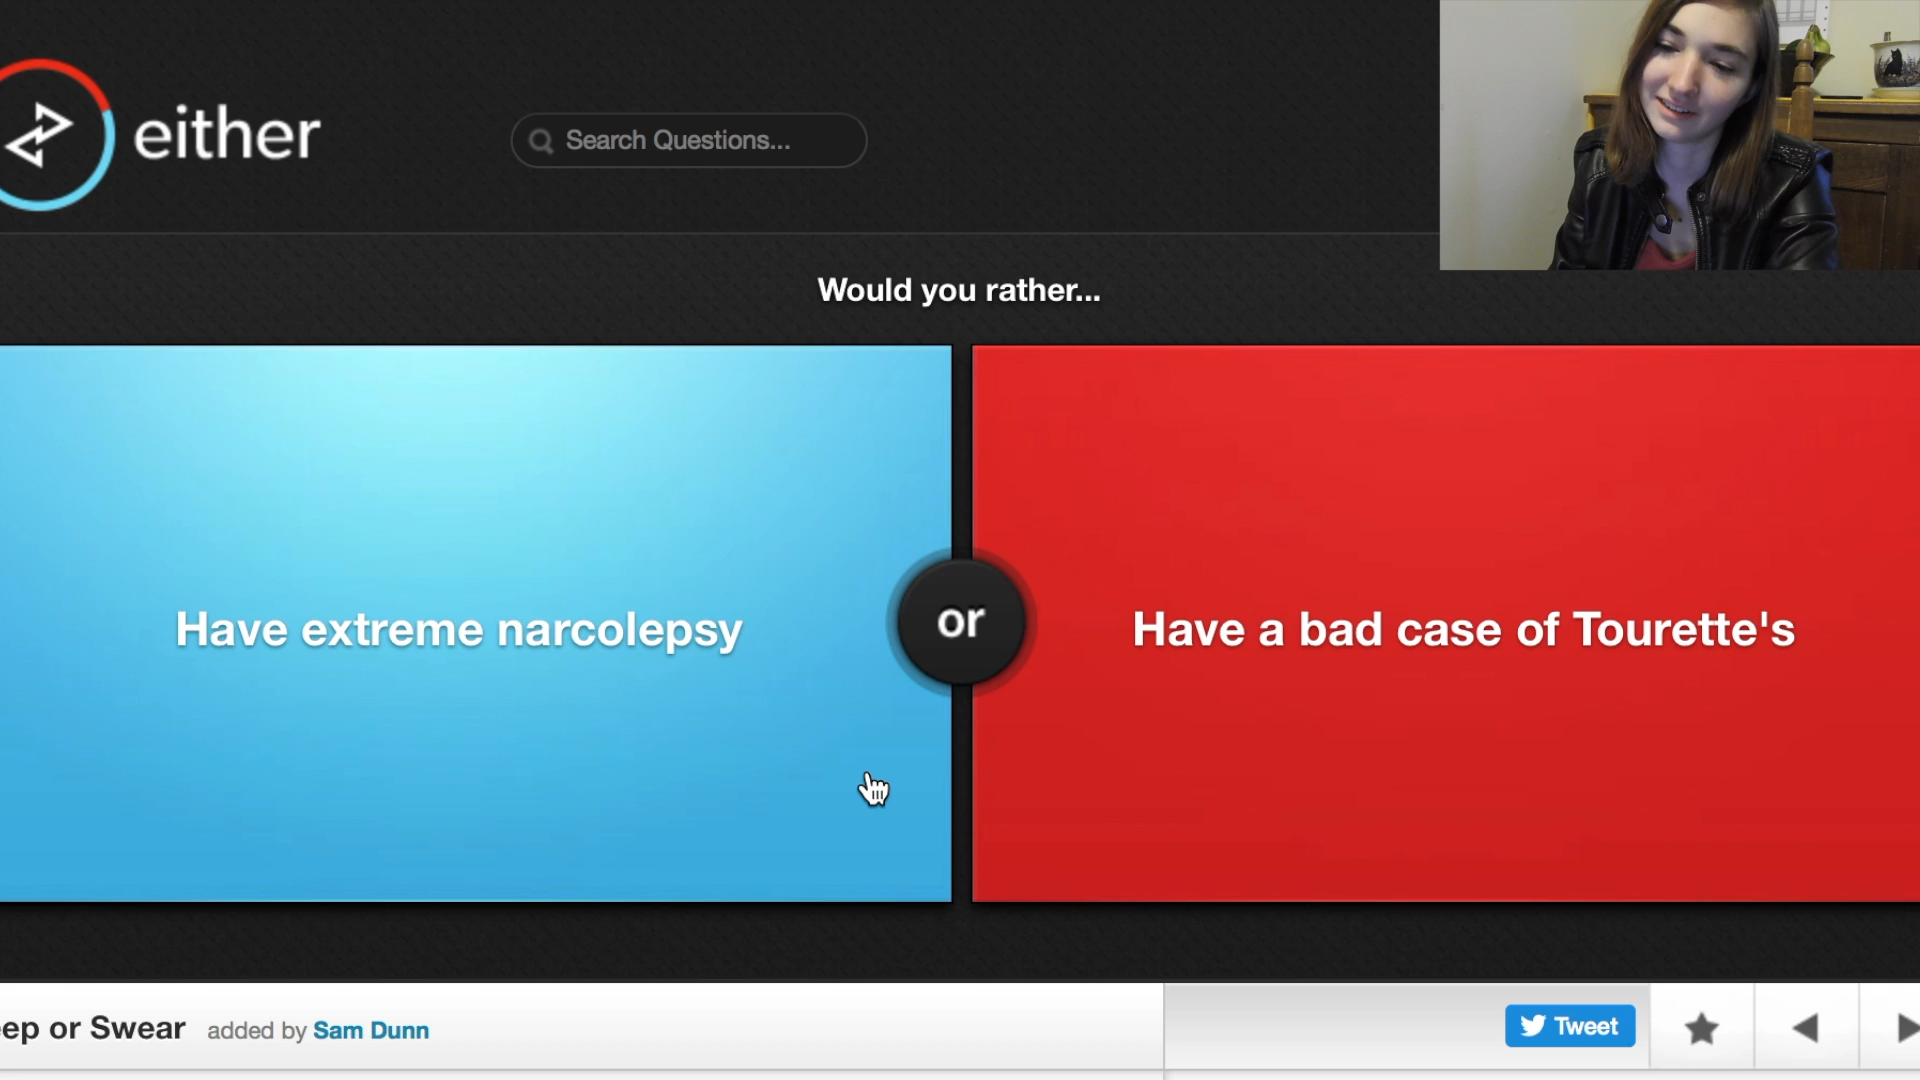 either
Search Questions...
Would you rather...
Have extreme narcolepsy
or
Have a bad case of Tourette's
ep or Swear added by Sam Dunn
Tweet